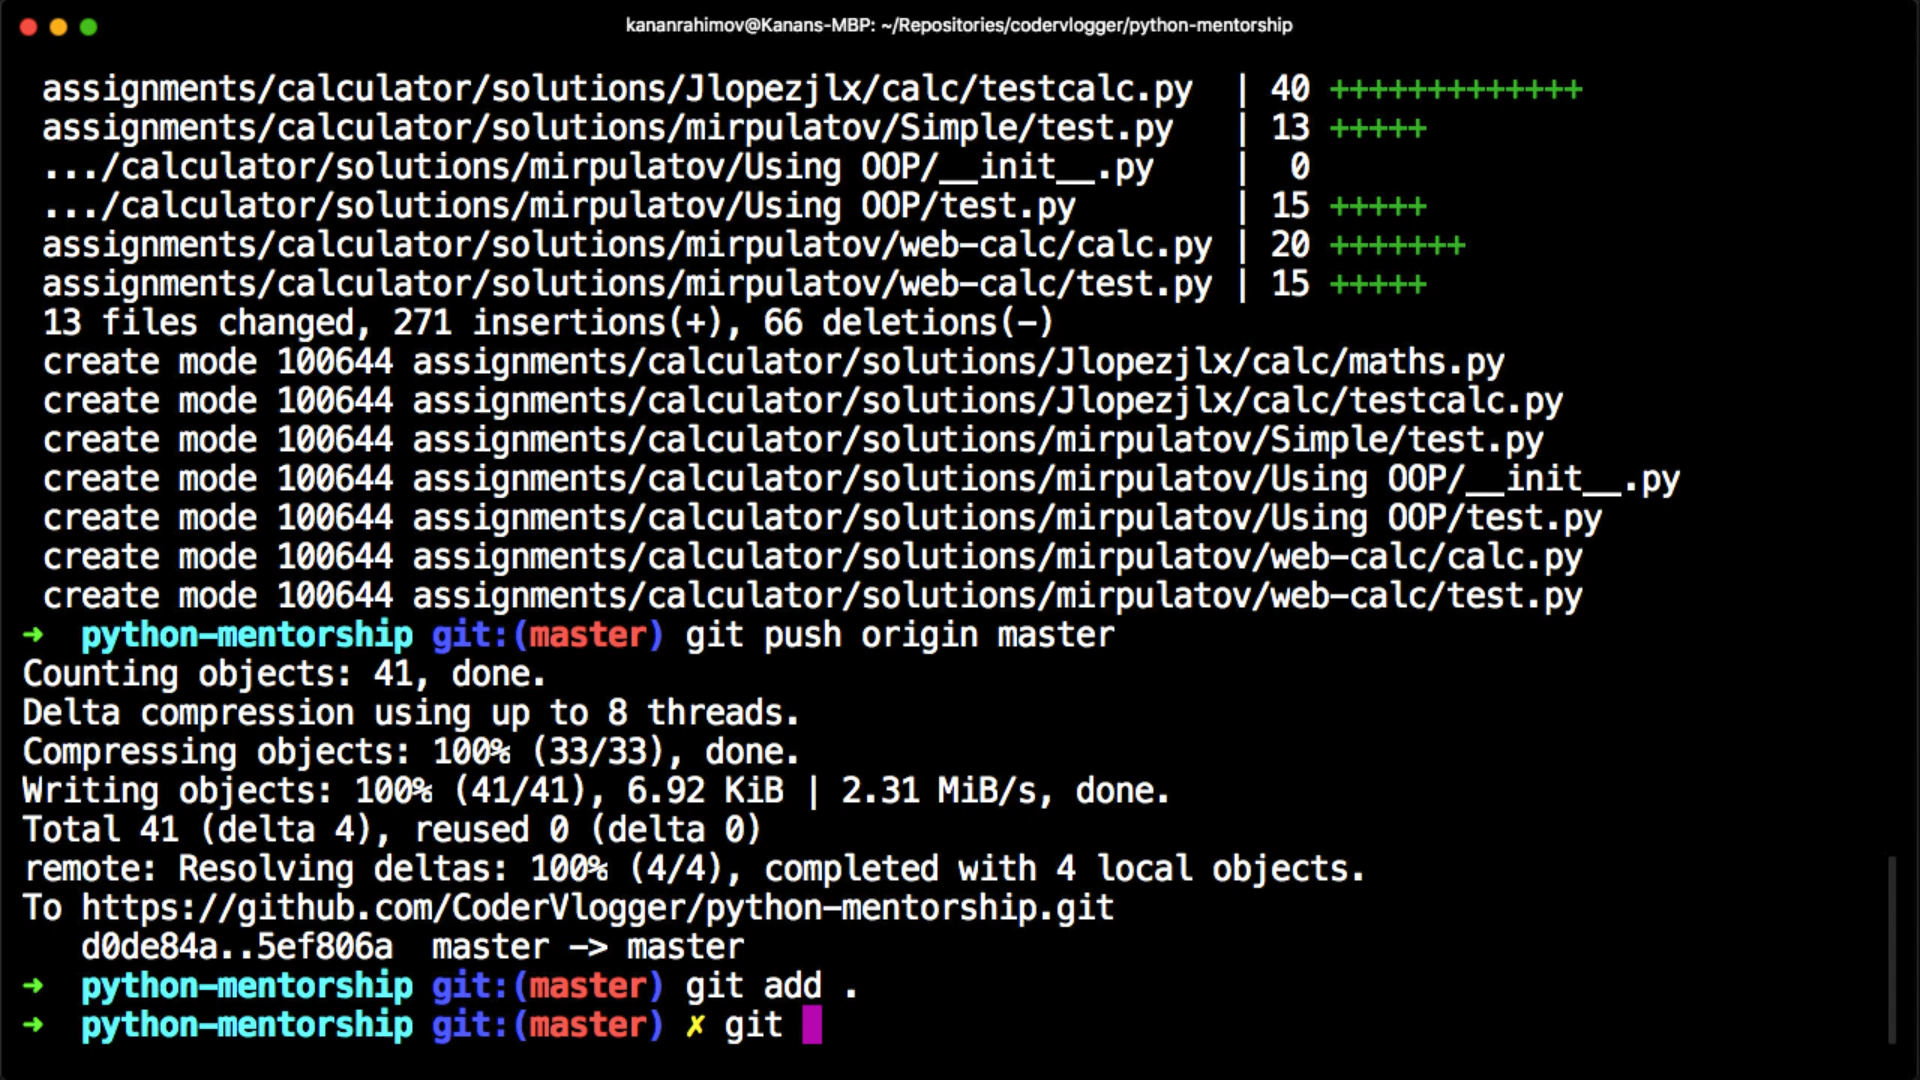 kananrahimov@Kanans-MBP: ~/Repositories/codervlogger/python-mentorship
assignments/calculator/solutions/Jlopezjlx/calc/testcalc.py | 40 +++++++++++++
assignments/calculator/solutions/mirpulatov/Simple/test.py | 13 +++++
.../calculator/solutions/mirpulatov/Using OOP/__init__.py | 0
.../calculator/solutions/mirpulatov/Using OOP/test.py | 15 +++++
assignments/calculator/solutions/mirpulatov/web-calc/calc.py | 20 +++++++
assignments/calculator/solutions/mirpulatov/web-calc/test.py | 15 +++++
13 files changed, 271 insertions(+), 66 deletions(-)
create mode 100644 assignments/calculator/solutions/Jlopezjlx/calc/maths.py
create mode 100644 assignments/calculator/solutions/Jlopezjlx/calc/testcalc.py
create mode 100644 assignments/calculator/solutions/mirpulatov/Simple/test.py
create mode 100644 assignments/calculator/solutions/mirpulatov/Using OOP/__init__.py
create mode 100644 assignments/calculator/solutions/mirpulatov/Using OOP/test.py
create mode 100644 assignments/calculator/solutions/mirpulatov/web-calc/calc.py
create mode 100644 assignments/calculator/solutions/mirpulatov/web-calc/test.py
➜ python-mentorship git:(master) git push origin master
Counting objects: 41, done.
Delta compression using up to 8 threads.
Compressing objects: 100% (33/33), done.
Writing objects: 100% (41/41), 6.92 KiB | 2.31 MiB/s, done.
Total 41 (delta 4), reused 0 (delta 0)
remote: Resolving deltas: 100% (4/4), completed with 4 local objects.
To https://github.com/CoderVlogger/python-mentorship.git
d0de84a..5ef806a master -> master
➜ python-mentorship git:(master) git add .
➜ python-mentorship git:(master) ✗ git